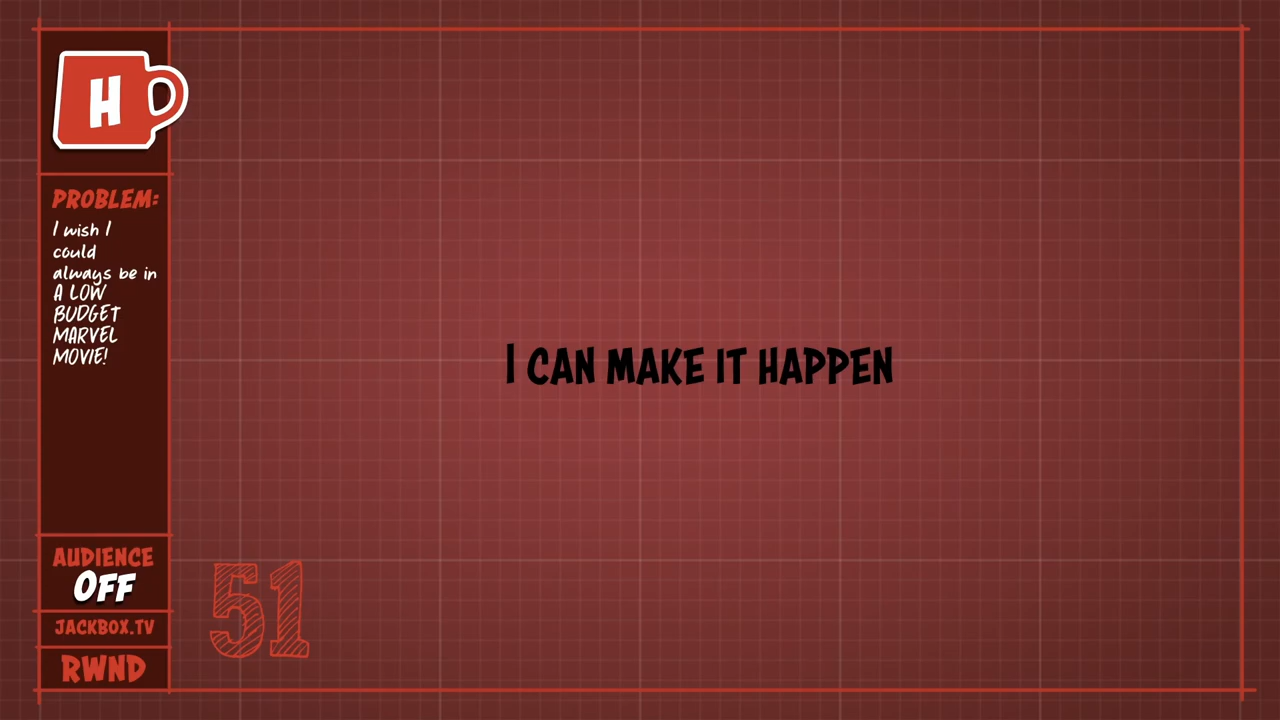 H
PROBLEM:
I wish I
could
always be in
A LOW
BUDGET
MARVEL
MOVIE!
I CAN MAKE IT HAPPEN
AUDIENCE
OFF
JACKBOX.TV
RWND
51